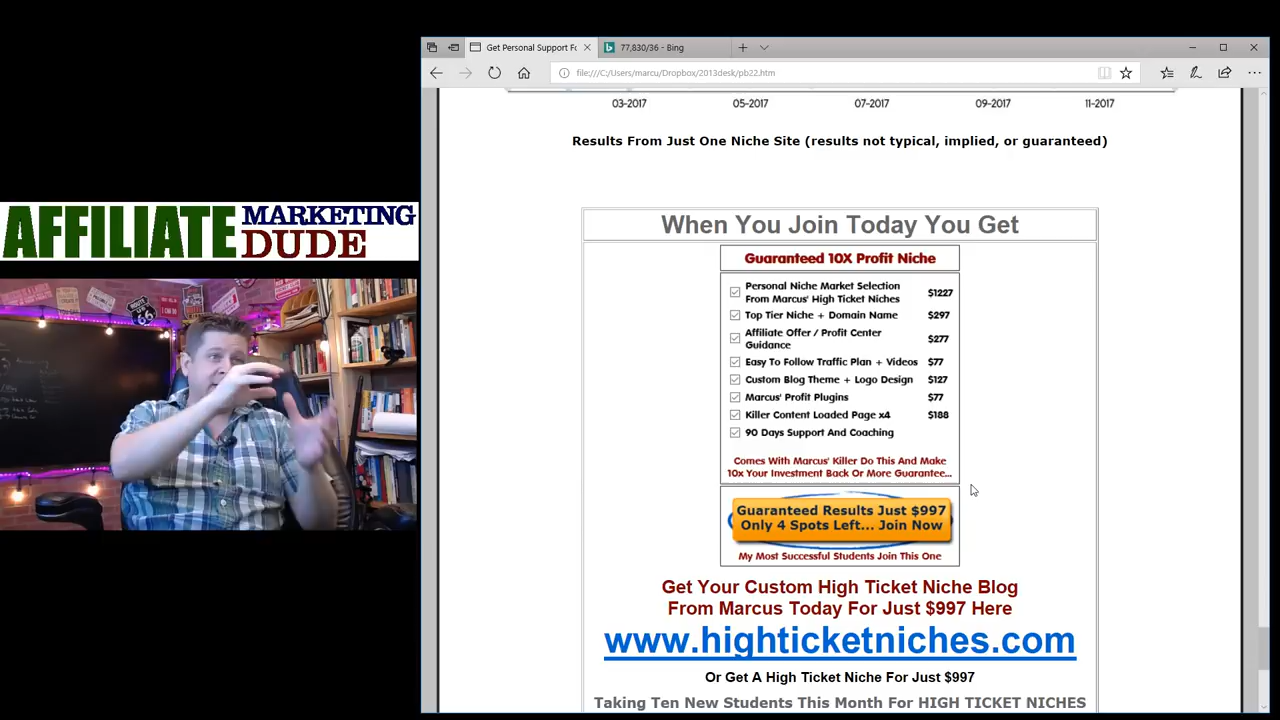 Get Personal Support Fo
77,830/36 - Bing
file:///C:/Users/marcu/Dropbox/2013desk/pb22.htm
03-2017 05-2017 07-2017 09-2017 11-2017
Results From Just One Niche Site (results not typical, implied, or guaranteed)
AFFILIATE MARKETING DUDE
ROUTE
66
When You Join Today You Get
Guaranteed 10X Profit Niche
Personal Niche Market Selection
From Marcus' High Ticket Niches $1227
Top Tier Niche + Domain Name $297
Affiliate Offer / Profit Center
Guidance $277
Easy To Follow Traffic Plan + Videos $77
Custom Blog Theme + Logo Design $127
Marcus' Profit Plugins $77
Killer Content Loaded Page x4 $188
90 Days Support And Coaching
Comes With Marcus' Killer Do This And Make
10x Your Investment Back Or More Guarantee...
Guaranteed Results Just $997
Only 4 Spots Left... Join Now
My Most Successful Students Join This One
Get Your Custom High Ticket Niche Blog
From Marcus Today For Just $997 Here
www.highticketniches.com
Or Get A High Ticket Niche For Just $997
Taking Ten New Students This Month For HIGH TICKET NICHES